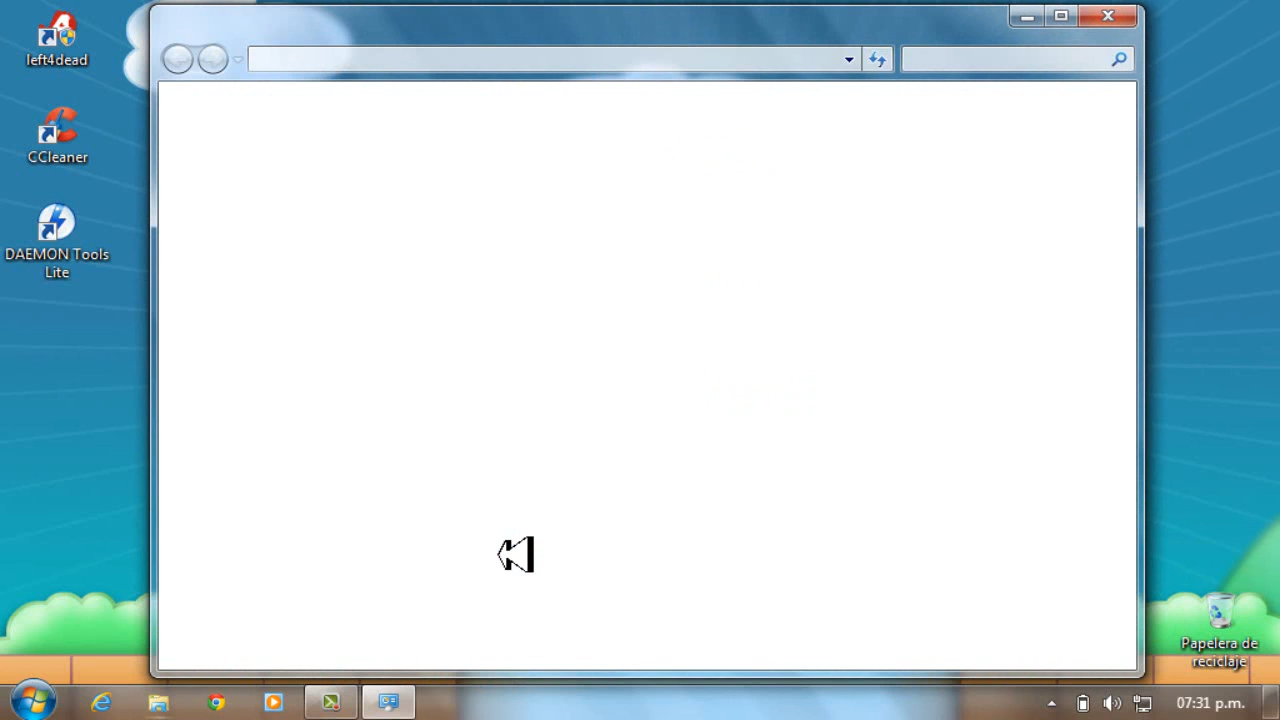 left4dead
CCleaner
DAEMON Tools
Lite
Papelera de
reciclaje
07:31 p.m.